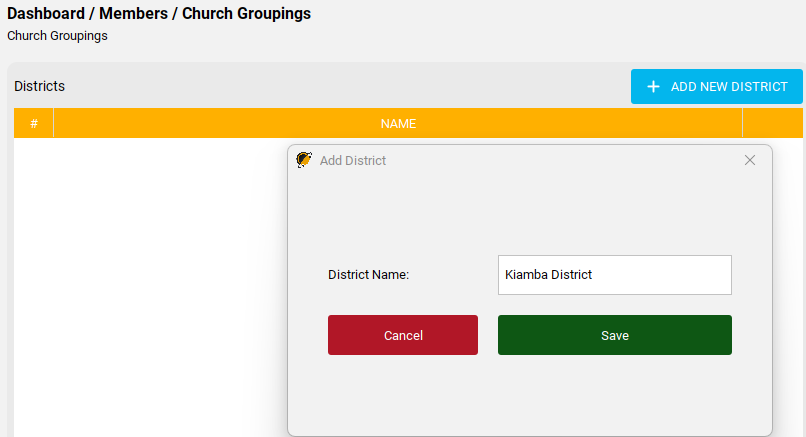 Dashboard / Members / Church Groupings
Church Groupings
Districts
ADD NEW DISTRICT
# NAME
Add District
District Name: Kiamba District
Cancel Save